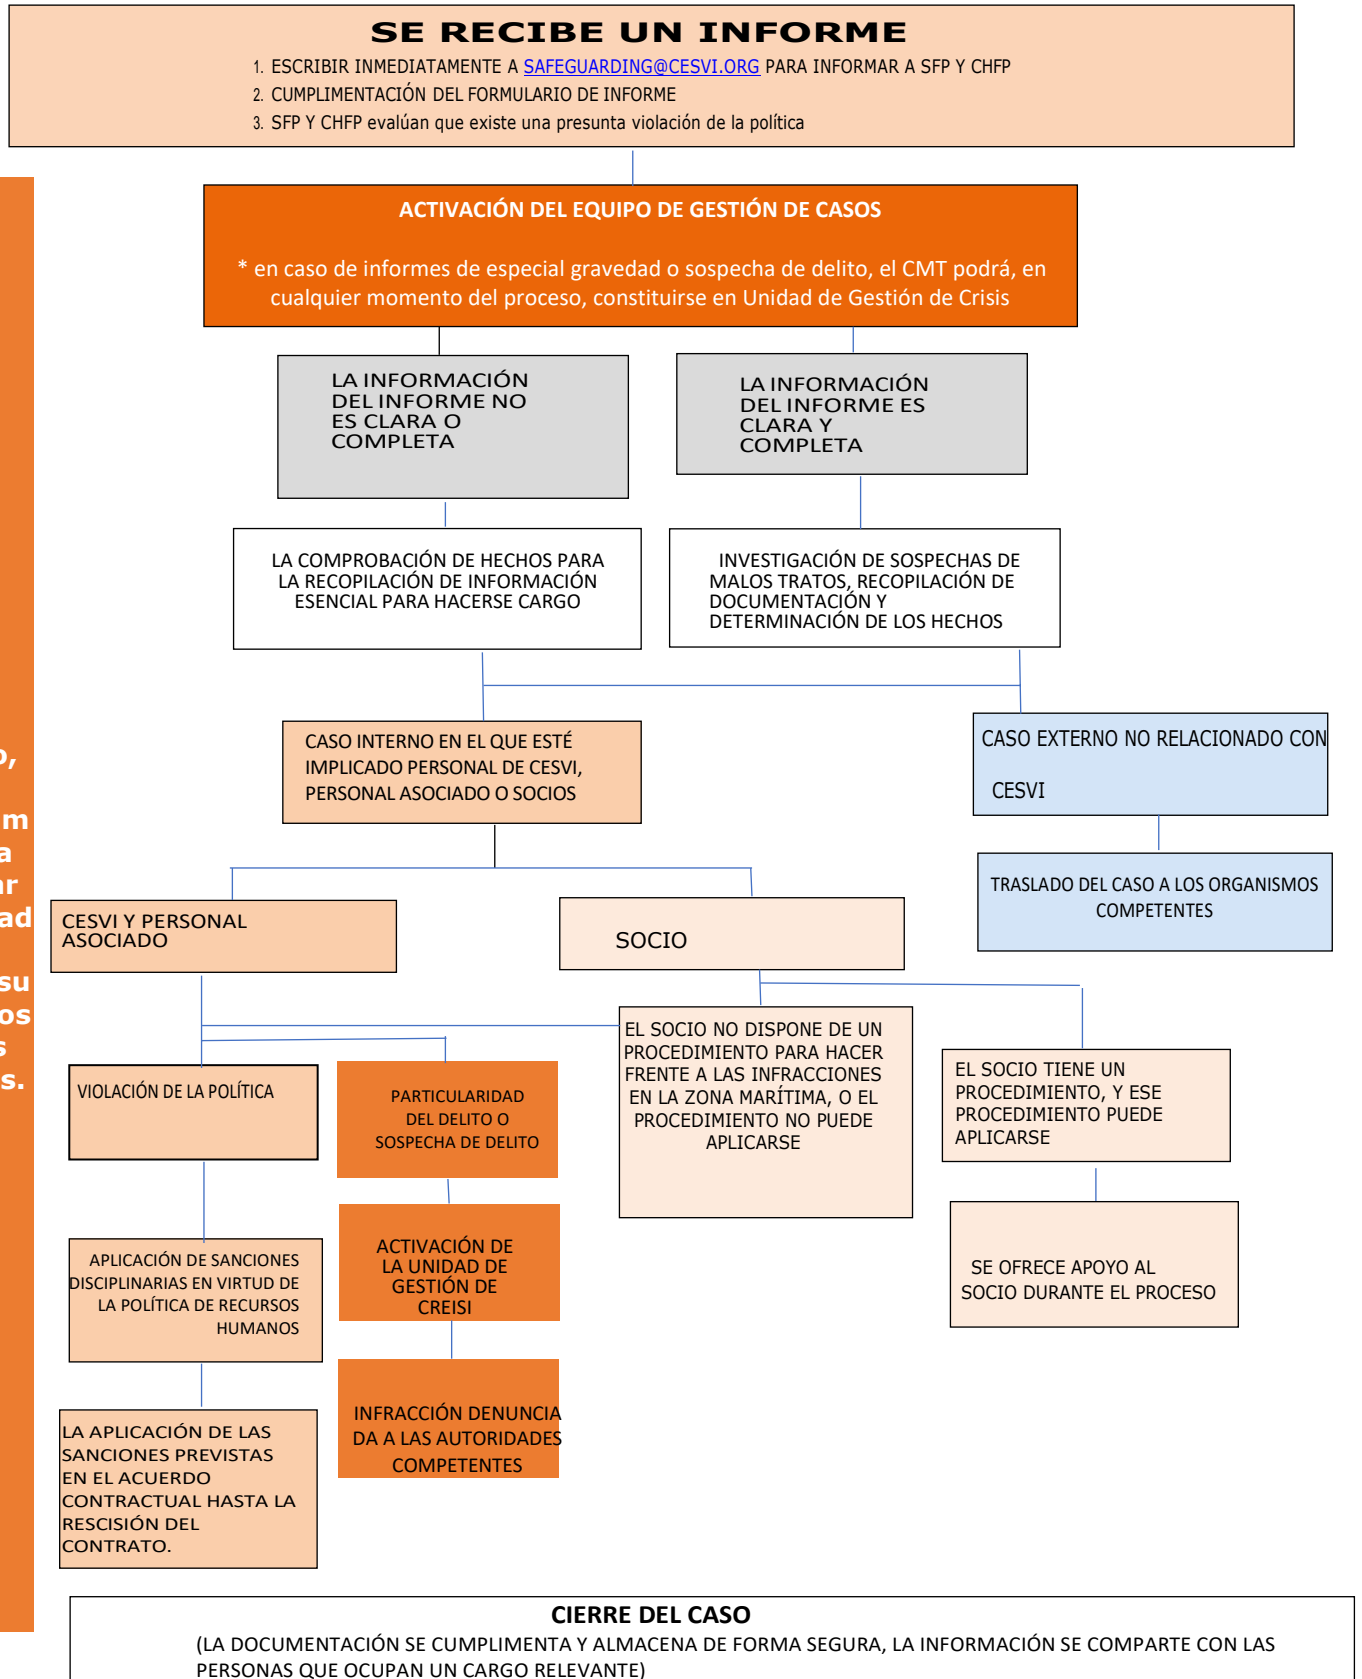 SE RECIBE UN INFORME
1. ESCRIBIR INMEDIATAMENTE A SAFEGUARDING@CESVI.ORG PARA INFORMAR A SFP Y CHFP
2. CUMPLIMENTACIÓN DEL FORMULARIO DE INFORME
3. SFP Y CHFP evalúan que existe una presunta violación de la política
ACTIVACIÓN DEL EQUIPO DE GESTIÓN DE CASOS
* en caso de informes de especial gravedad o sospecha de delito, el CMT podrá, en
cualquier momento del proceso, constituirse en Unidad de Gestión de Crisis
LA INFORMACIÓN
DEL INFORME NO
ES CLARA O
COMPLETA
LA INFORMACIÓN
DEL INFORME ES
CLARA Y
COMPLETA
LA COMPROBACIÓN DE HECHOS PARA
LA RECOPILACIÓN DE INFORMACIÓN
ESENCIAL PARA HACERSE CARGO
INVESTIGACIÓN DE SOSPECHAS DE
MALOS TRATOS, RECOPILACIÓN DE
DOCUMENTACIÓN Y
DETERMINACIÓN DE LOS HECHOS
CASO INTERNO EN EL QUE ESTÉ
IMPLICADO PERSONAL DE CESVI,
PERSONAL ASOCIADO O SOCIOS
CASO EXTERNO NO RELACIONADO CON
CESVI
TRASLADO DEL CASO A LOS ORGANISMOS
COMPETENTES
CESVI Y PERSONAL
ASOCIADO
SOCIO
EL SOCIO NO DISPONE DE UN
PROCEDIMIENTO PARA HACER
FRENTE A LAS INFRACCIONES
EN LA ZONA MARÍTIMA, O EL
PROCEDIMIENTO NO PUEDE
APLICARSE
EL SOCIO TIENE UN
PROCEDIMIENTO, Y ESE
PROCEDIMIENTO PUEDE
APLICARSE
VIOLACIÓN DE LA POLÍTICA
PARTICULARIDAD
DEL DELITO O
SOSPECHA DE DELITO
APLICACIÓN DE SANCIONES
DISCIPLINARIAS EN VIRTUD DE
LA POLÍTICA DE RECURSOS
HUMANOS
ACTIVACIÓN DE
LA UNIDAD DE
GESTIÓN DE
CREISI
SE OFRECE APOYO AL
SOCIO DURANTE EL PROCESO
LA APLICACIÓN DE LAS
SANCIONES PREVISTAS
EN EL ACUERDO
CONTRACTUAL HASTA LA
RESCISIÓN DEL
CONTRATO.
INFRACCIÓN DENUNCIA
DA A LAS AUTORIDADES
COMPETENTES
CIERRE DEL CASO
(LA DOCUMENTACIÓN SE CUMPLIMENTA Y ALMACENA DE FORMA SEGURA, LA INFORMACIÓN SE COMPARTE CON LAS
PERSONAS QUE OCUPAN UN CARGO RELEVANTE)